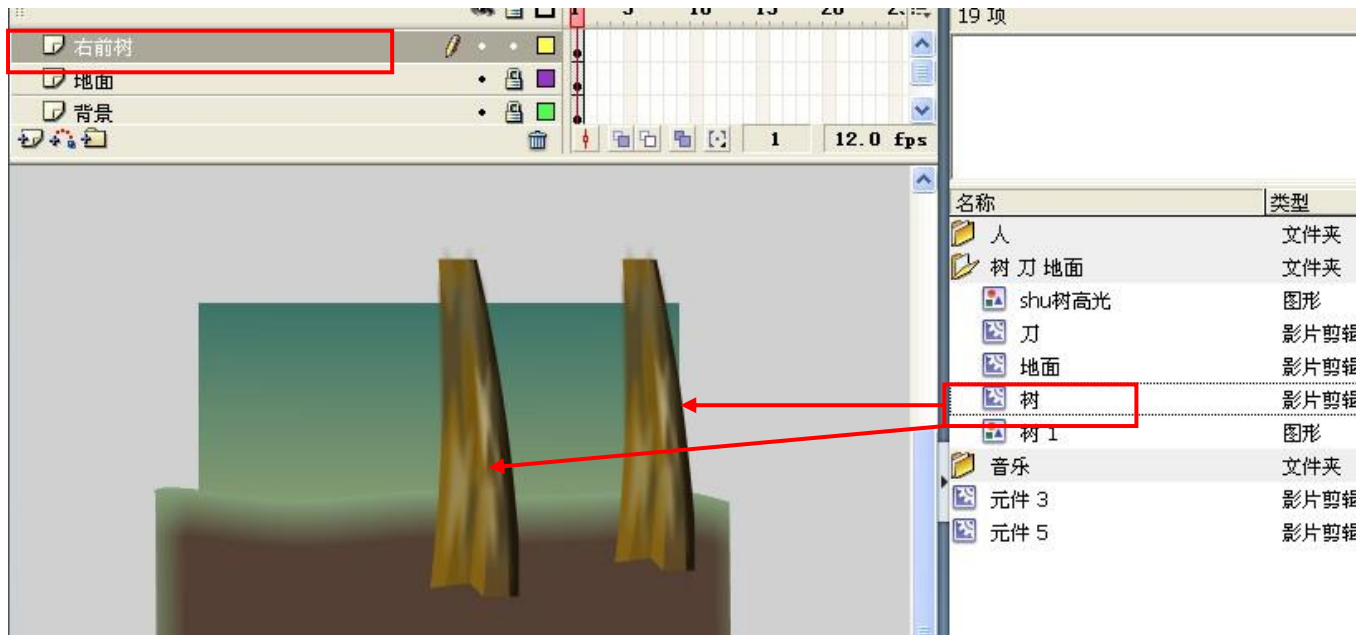 19 项
右前树
地面
背景
1 12.0 fps
名称 类型
人 文件夹
树 刀 地面 文件夹
shu树高光 图形
刀 影片剪辑
地面 影片剪辑
树 影片剪辑
树 1 图形
音乐 文件夹
元件 3 影片剪辑
元件 5 影片剪辑